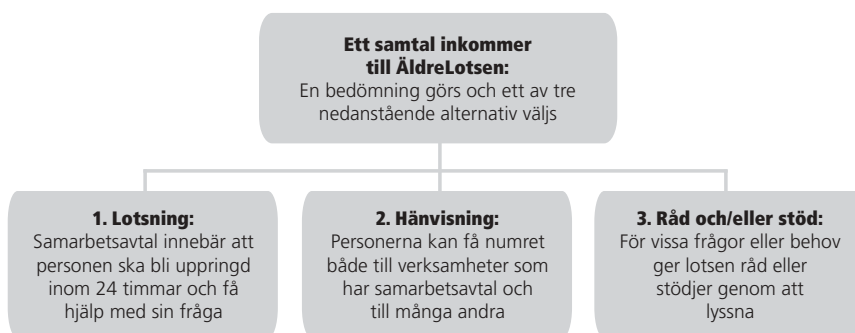 Ett samtal inkommer
till ÄldreLotsen:
En bedömning görs och ett av tre
nedanstående alternativ väljs
1. Lotsning:
Samarbetsavtal innebär att
personen ska bli uppringd
inom 24 timmar och få
hjälp med sin fråga
2. Hänvisning:
Personerna kan få numret
både till verksamheter som
har samarbetsavtal och
till många andra
3. Råd och/eller stöd:
För vissa frågor eller behov
ger lotsen råd eller
stödjer genom att
lyssna